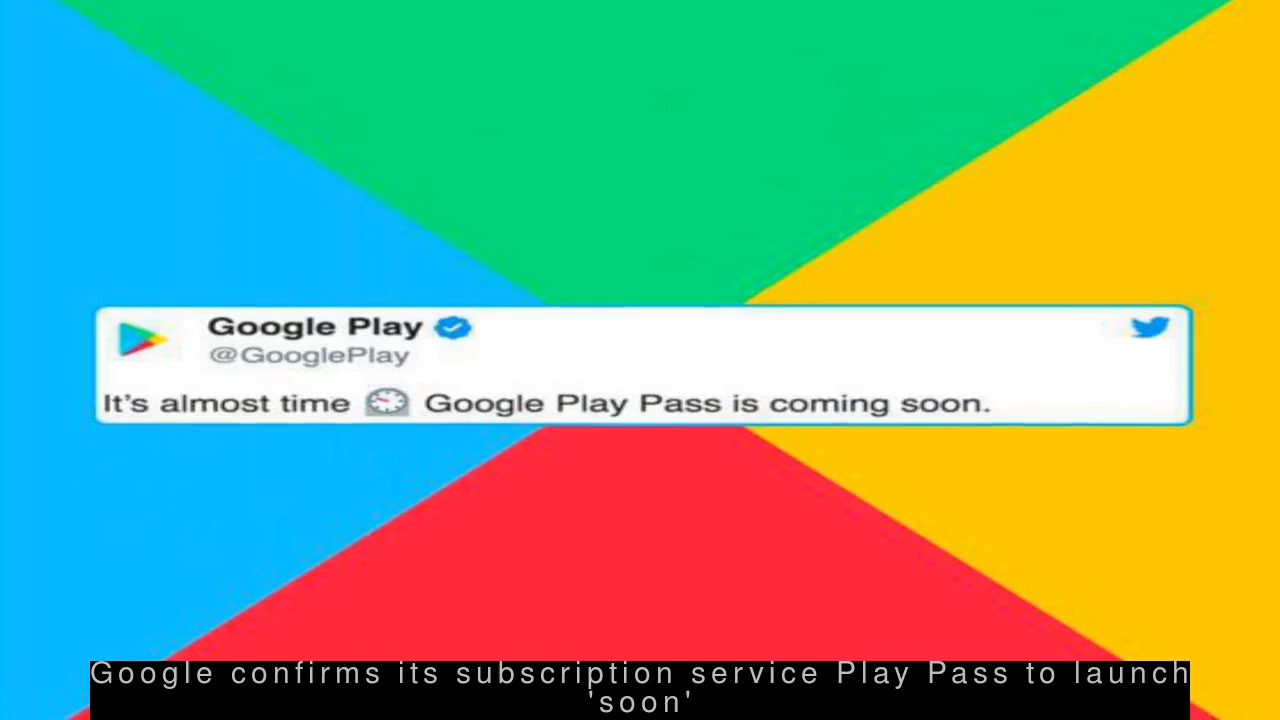 Google Play
@GooglePlay
It's almost time 🕰 Google Play Pass is coming soon.
Google confirms its subscription service Play Pass to launch
'soon'